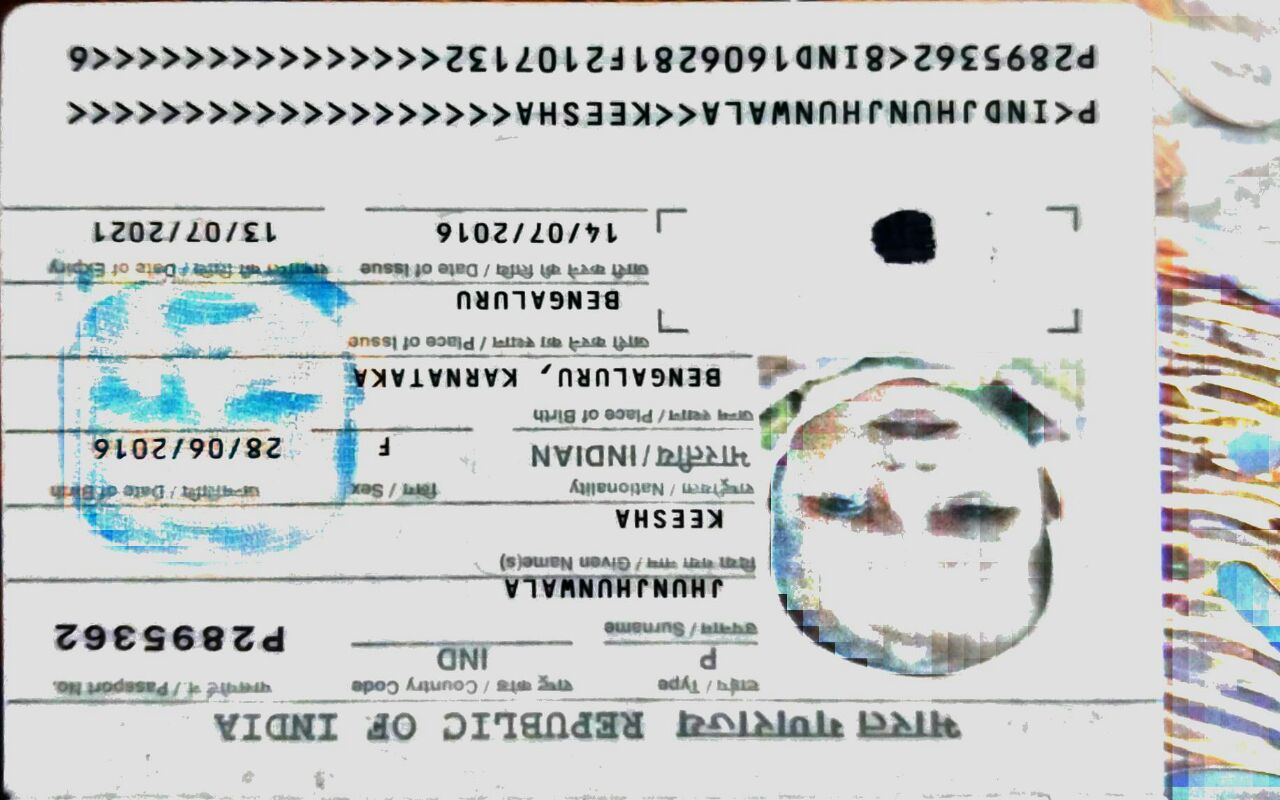 भारत गणराज्य REPUBLIC OF INDIA
टाईप / Type राष्ट्र कोड / Country Code पासपोर्ट नं. / Passport No.
P IND P2895362
उपनाम / Surname
JHUNJHUNWALA
दिया गया नाम / Given Name(s)
KEESHA
राष्ट्रीयता / Nationality लिंग / Sex जन्मतिथि / Date of Birth
भारतीय/INDIAN F 28/06/2016
जन्म स्थान / Place of Birth
BENGALURU, KARNATAKA
जारी करने का स्थान / Place of Issue
BENGALURU
जारी करने की तिथि / Date of Issue समाप्ति की तिथि / Date of Expiry
14/07/2016 13/07/2021
P<INDJHUNJHUNWALA<<KEESHA<<<<<<<<<<<<<<<<<<<
P2895362<8IND1606281F2107132<<<<<<<<<<<<<<<6